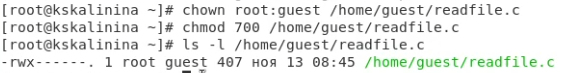 [root@kskalinina ~]# chown root:guest /home/guest/readfile.c
[root@kskalinina ~]# chmod 700 /home/guest/readfile.c
[root@kskalinina ~]# ls -l /home/guest/readfile.c
-rwx------. 1 root guest 407 ноя 13 08:45 /home/guest/readfile.c